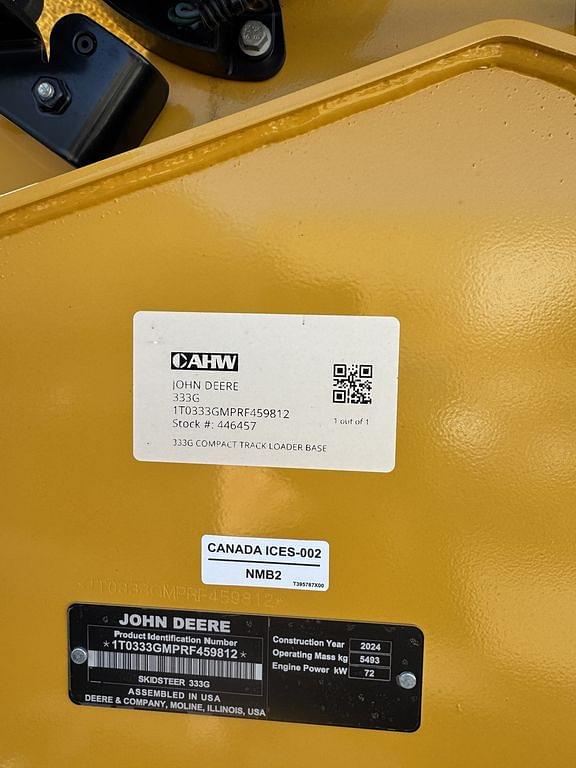 AHW
JOHN DEERE
333G
1T0333GMPRF459812
Stock #: 446457
1 out of 1
333G COMPACT TRACK LOADER BASE
CANADA ICES-002
NMB2
T395787X00
*1T0333GMPRF459812*
JOHN DEERE
Product Identification Number
*1T0333GMPRF459812*
SKIDSTEER 333G
ASSEMBLED IN USA
DEERE & COMPANY, MOLINE, ILLINOIS, USA
Construction Year 2024
Operating Mass kg 5493
Engine Power kW 72